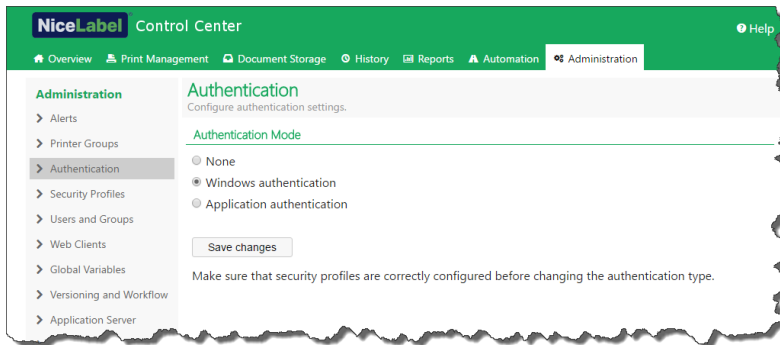 NiceLabel Control Center
Help
Overview Print Management Document Storage History Reports Automation Administration
Administration
Alerts
Printer Groups
Authentication
Security Profiles
Users and Groups
Web Clients
Global Variables
Versioning and Workflow
Application Server
Authentication
Configure authentication settings.
Authentication Mode
None
Windows authentication
Application authentication
Save changes
Make sure that security profiles are correctly configured before changing the authentication type.